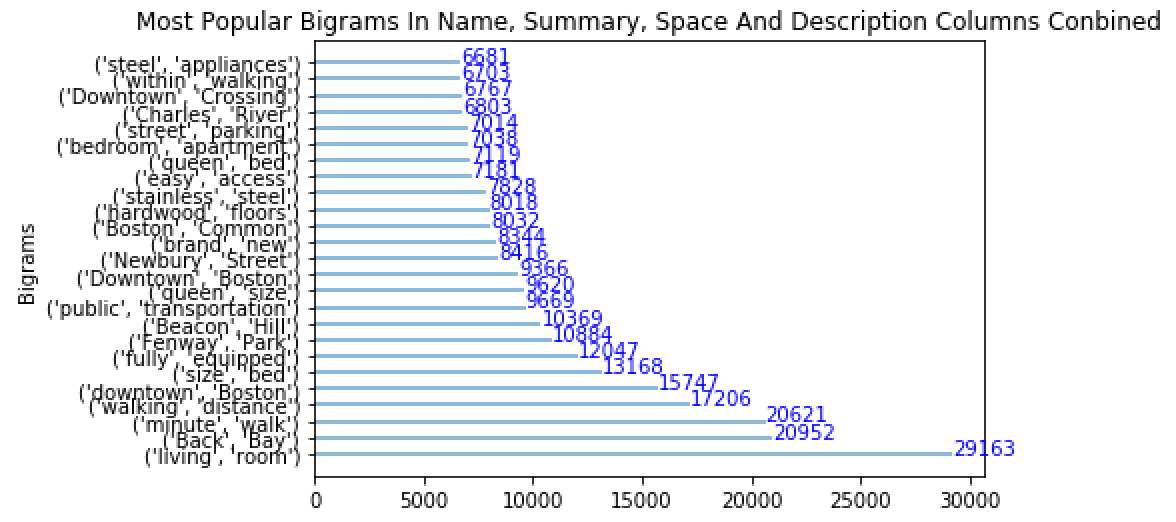 Most Popular Bigrams In Name, Summary, Space And Description Columns Conbined
('steel', 'appliances') 6681
('within', 'walking') 6703
('Downtown', 'Crossing') 6767
('Charles', 'River') 6803
('street', 'parking') 7014
('bedroom', 'apartment') 7038
('queen', 'bed') 7119
('easy', 'access') 7181
('stainless', 'steel') 7828
('hardwood', 'floors') 8018
('Boston', 'Common') 8032
('brand', 'new') 8344
('Newbury', 'Street') 8416
('Downtown', 'Boston') 9366
('queen', 'size') 9620
('public', 'transportation') 9669
('Beacon', 'Hill') 10369
('Fenway', 'Park') 10884
('fully', 'equipped') 12047
('size', 'bed') 13168
('downtown', 'Boston') 15747
('walking', 'distance') 17206
('minute', 'walk') 20621
('Back', 'Bay') 20952
('living', 'room') 29163
Bigrams
0 5000 10000 15000 20000 25000 30000